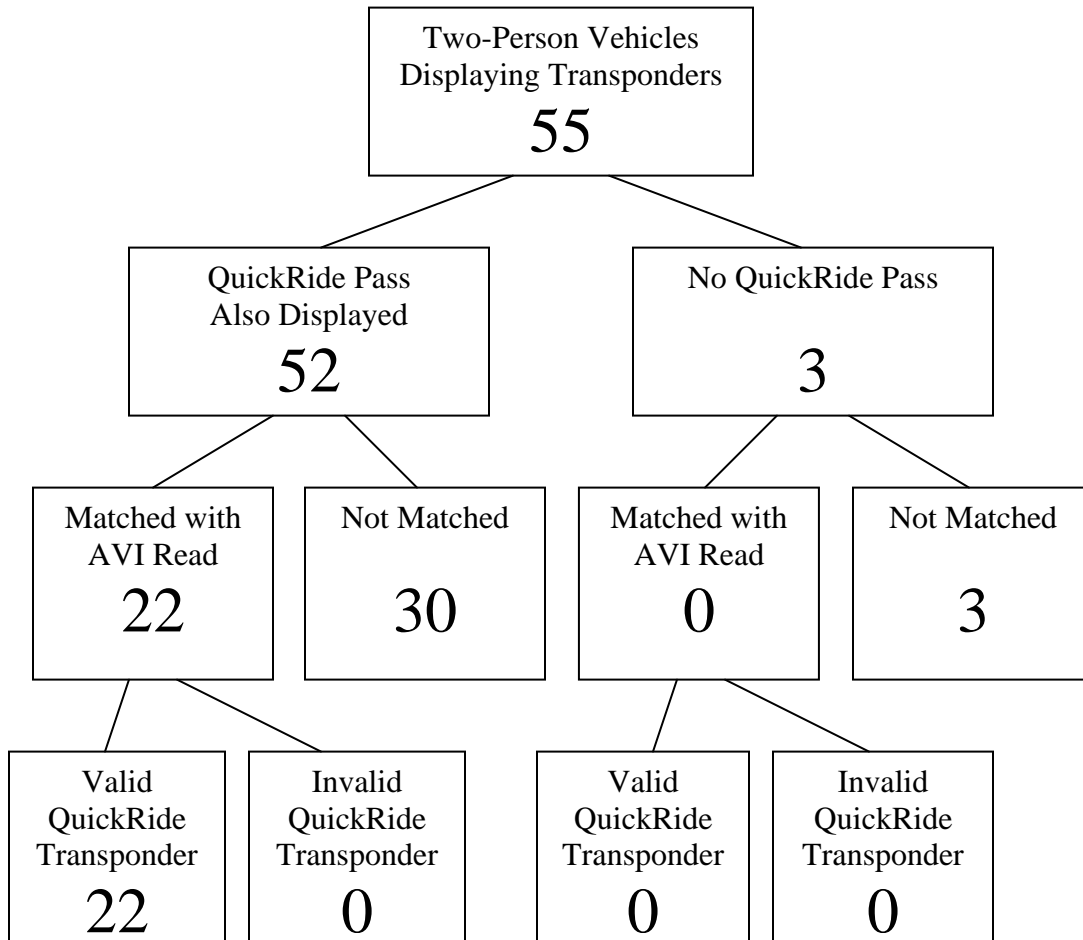 Two-Person Vehicles
Displaying Transponders
55
QuickRide Pass
Also Displayed
52
No QuickRide Pass
3
Matched with
AVI Read
22
Not Matched
30
Matched with
AVI Read
0
Not Matched
3
Valid
QuickRide
Transponder
22
Invalid
QuickRide
Transponder
0
Valid
QuickRide
Transponder
0
Invalid
QuickRide
Transponder
0